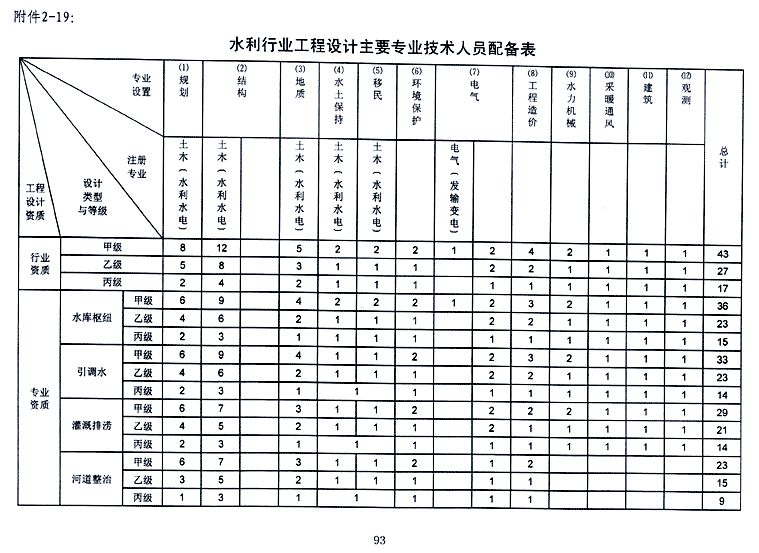 附件2-19:
水利行业工程设计主要专业技术人员配备表
专业设置 (1)规划 (2)结构 (3)地质 (4)水土保持 (5)移民 (6)环境保护 (7)电气 (8)工程造价 (9)水力机械 (10)采暖通风 (11)建筑 (12)观测 总计
注册专业 土木(水利水电) 土木(水利水电) 土木(水利水电) 土木(水利水电) 土木(水利水电) 电气(发输变电)
工程设计资质 设计类型与等级
行业资质 甲级 8 12 5 2 2 2 1 2 4 2 1 1 1 43
乙级 5 8 3 1 1 1 2 2 1 1 1 1 27
丙级 2 4 2 1 1 1 1 1 1 1 1 1 17
专业资质 水库枢纽 甲级 6 9 4 2 2 2 1 2 3 2 1 1 1 36
乙级 4 6 2 1 1 1 2 2 1 1 1 1 23
丙级 2 3 1 1 1 1 1 1 1 1 1 1 15
引调水 甲级 6 9 4 1 1 2 2 3 2 1 1 1 33
乙级 4 6 2 1 1 1 2 2 1 1 1 1 23
丙级 2 3 1 1 1 1 1 1 1 1 1 14
灌溉排涝 甲级 6 7 3 1 1 2 2 2 2 1 1 1 29
乙级 4 5 2 1 1 1 2 1 1 1 1 1 21
丙级 2 3 1 1 1 1 1 1 1 1 1 14
河道整治 甲级 6 7 3 1 1 2 1 2 23
乙级 3 5 2 1 1 1 1 1 15
丙级 1 3 1 1 1 1 1 9
93